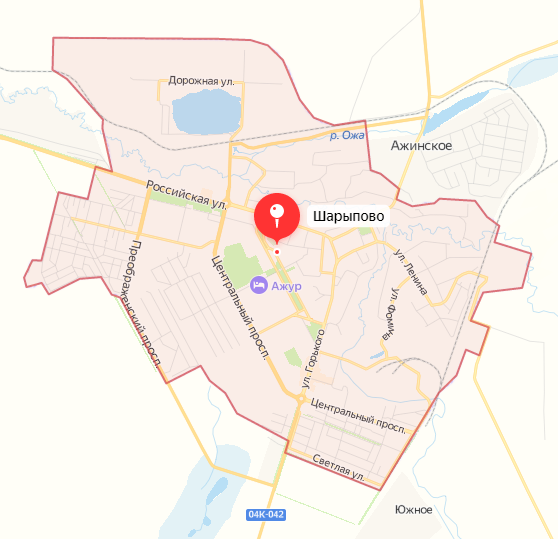 Дорожная ул.
р. Ожа
Ажинское
Российская ул.
Шарыпово
Преображенский просп.
Центральный просп.
Ажур
ул. Ленина
ул. Фомина
ул. Горького
Центральный просп.
Светлая ул.
Южное
04К-042